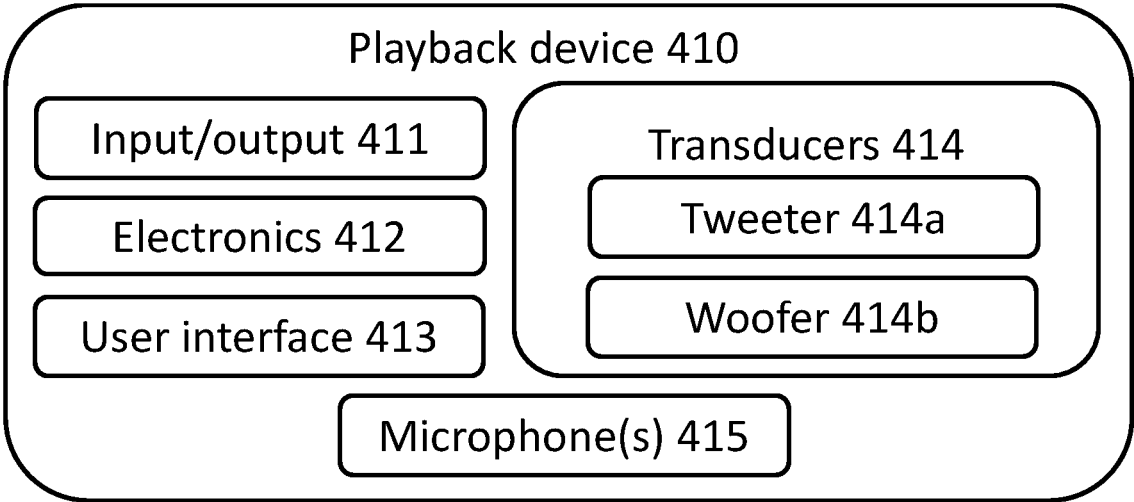 Playback device 410
Input/output 411
Electronics 412
User interface 413
Transducers 414
Tweeter 414a
Woofer 414b
Microphone(s) 415